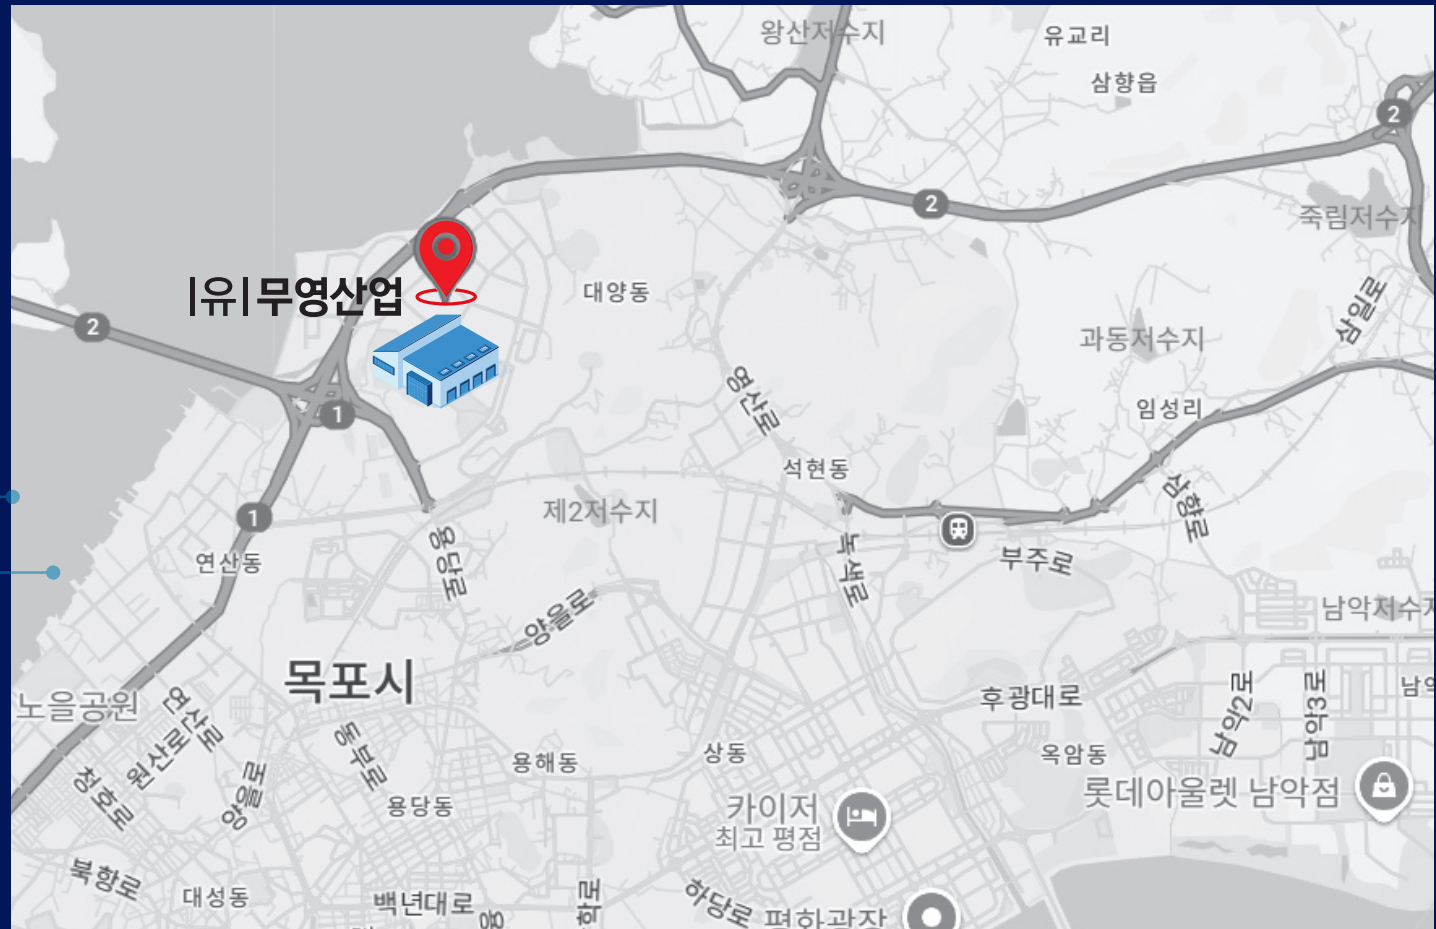 왕산저수지
유교리
삼향읍
2
2
죽림저수지
|유|무영산업
대양동
2
과동저수지
삼일로
영산로
임성리
1
석현동
제2저수지
삼향로
1
용당로
녹색로
부주로
연산동
양을로
남악저수지
목포시
노을공원
연산로
원산로
청호로
동부로
양을로
용해동
상동
후광대로
옥암동
남악2로
남악3로
남악
용당동
카이저
최고 평점
롯데아울렛 남악점
북항로
대성동
백년대로
하당로
평화광장